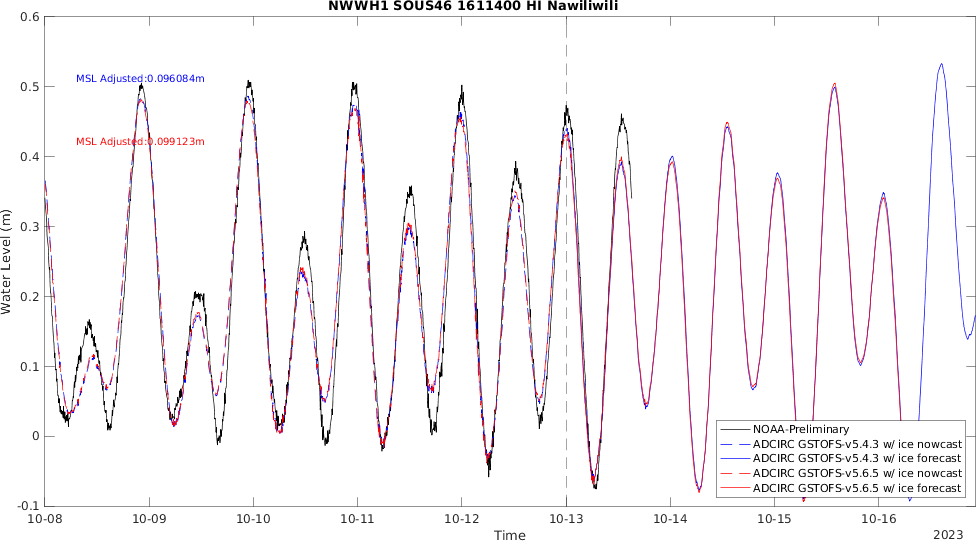 NWWH1 SOUS46 1611400 HI Nawiliwili
0.6
0.5
0.4
0.3
0.2
0.1
0
-0.1
Water Level (m)
MSL Adjusted:0.096084m
MSL Adjusted:0.099123m
NOAA-Preliminary
ADCIRC GSTOFS-v5.4.3 w/ ice nowcast
ADCIRC GSTOFS-v5.4.3 w/ ice forecast
ADCIRC GSTOFS-v5.6.5 w/ ice nowcast
ADCIRC GSTOFS-v5.6.5 w/ ice forecast
10-08 10-09 10-10 10-11 10-12 10-13 10-14 10-15 10-16
Time
2023